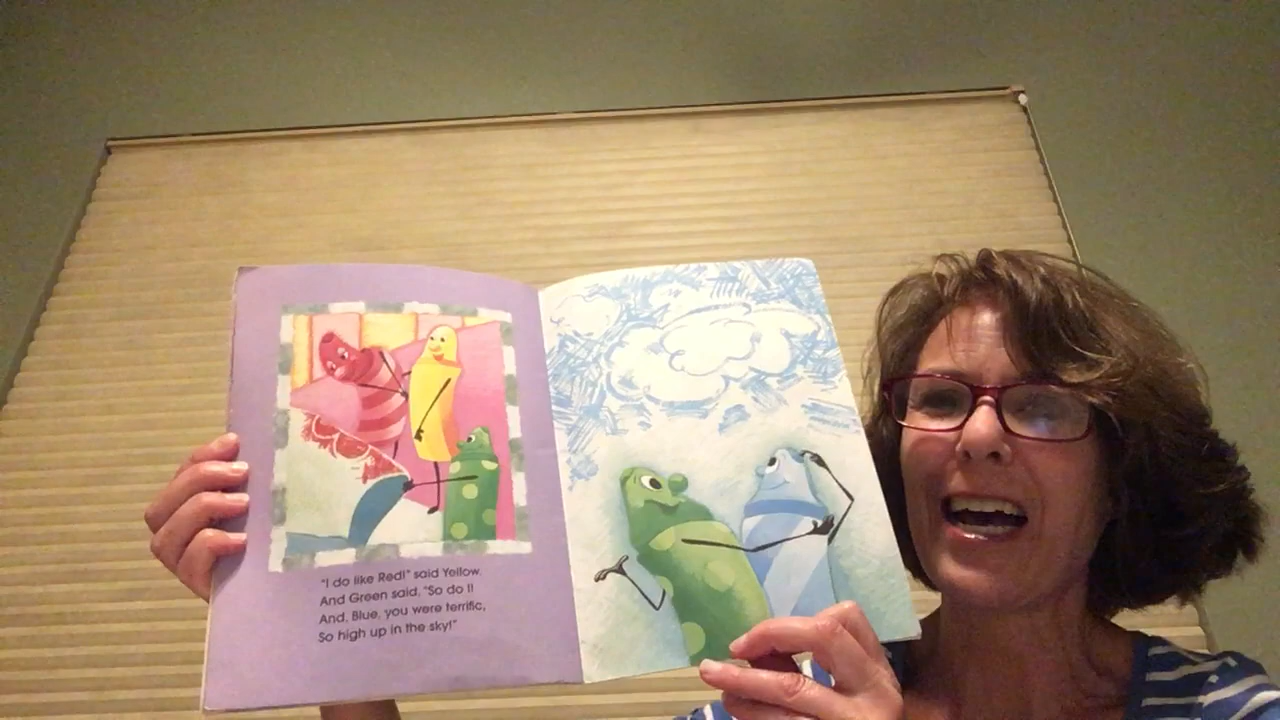 "I do like Red!" said Yellow.
And Green said, "So do I!
And, Blue, you were terrific,
So high up in the sky!"